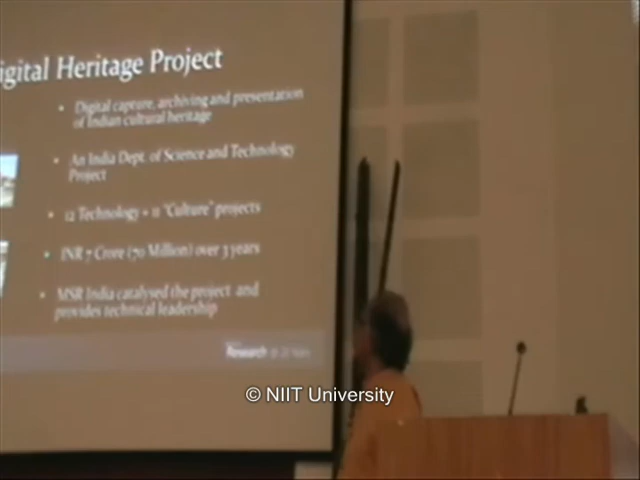 igital Heritage Project
• Digital capture, archiving and presentation
of Indian cultural heritage
• An India Dept. of Science and Technology
Project
• 12 Technology + 11 "Culture" projects
• INR 7 Crore (70 Million) over 3 years
• MSR India catalysed the project and
provides technical leadership
Research
© NIIT University